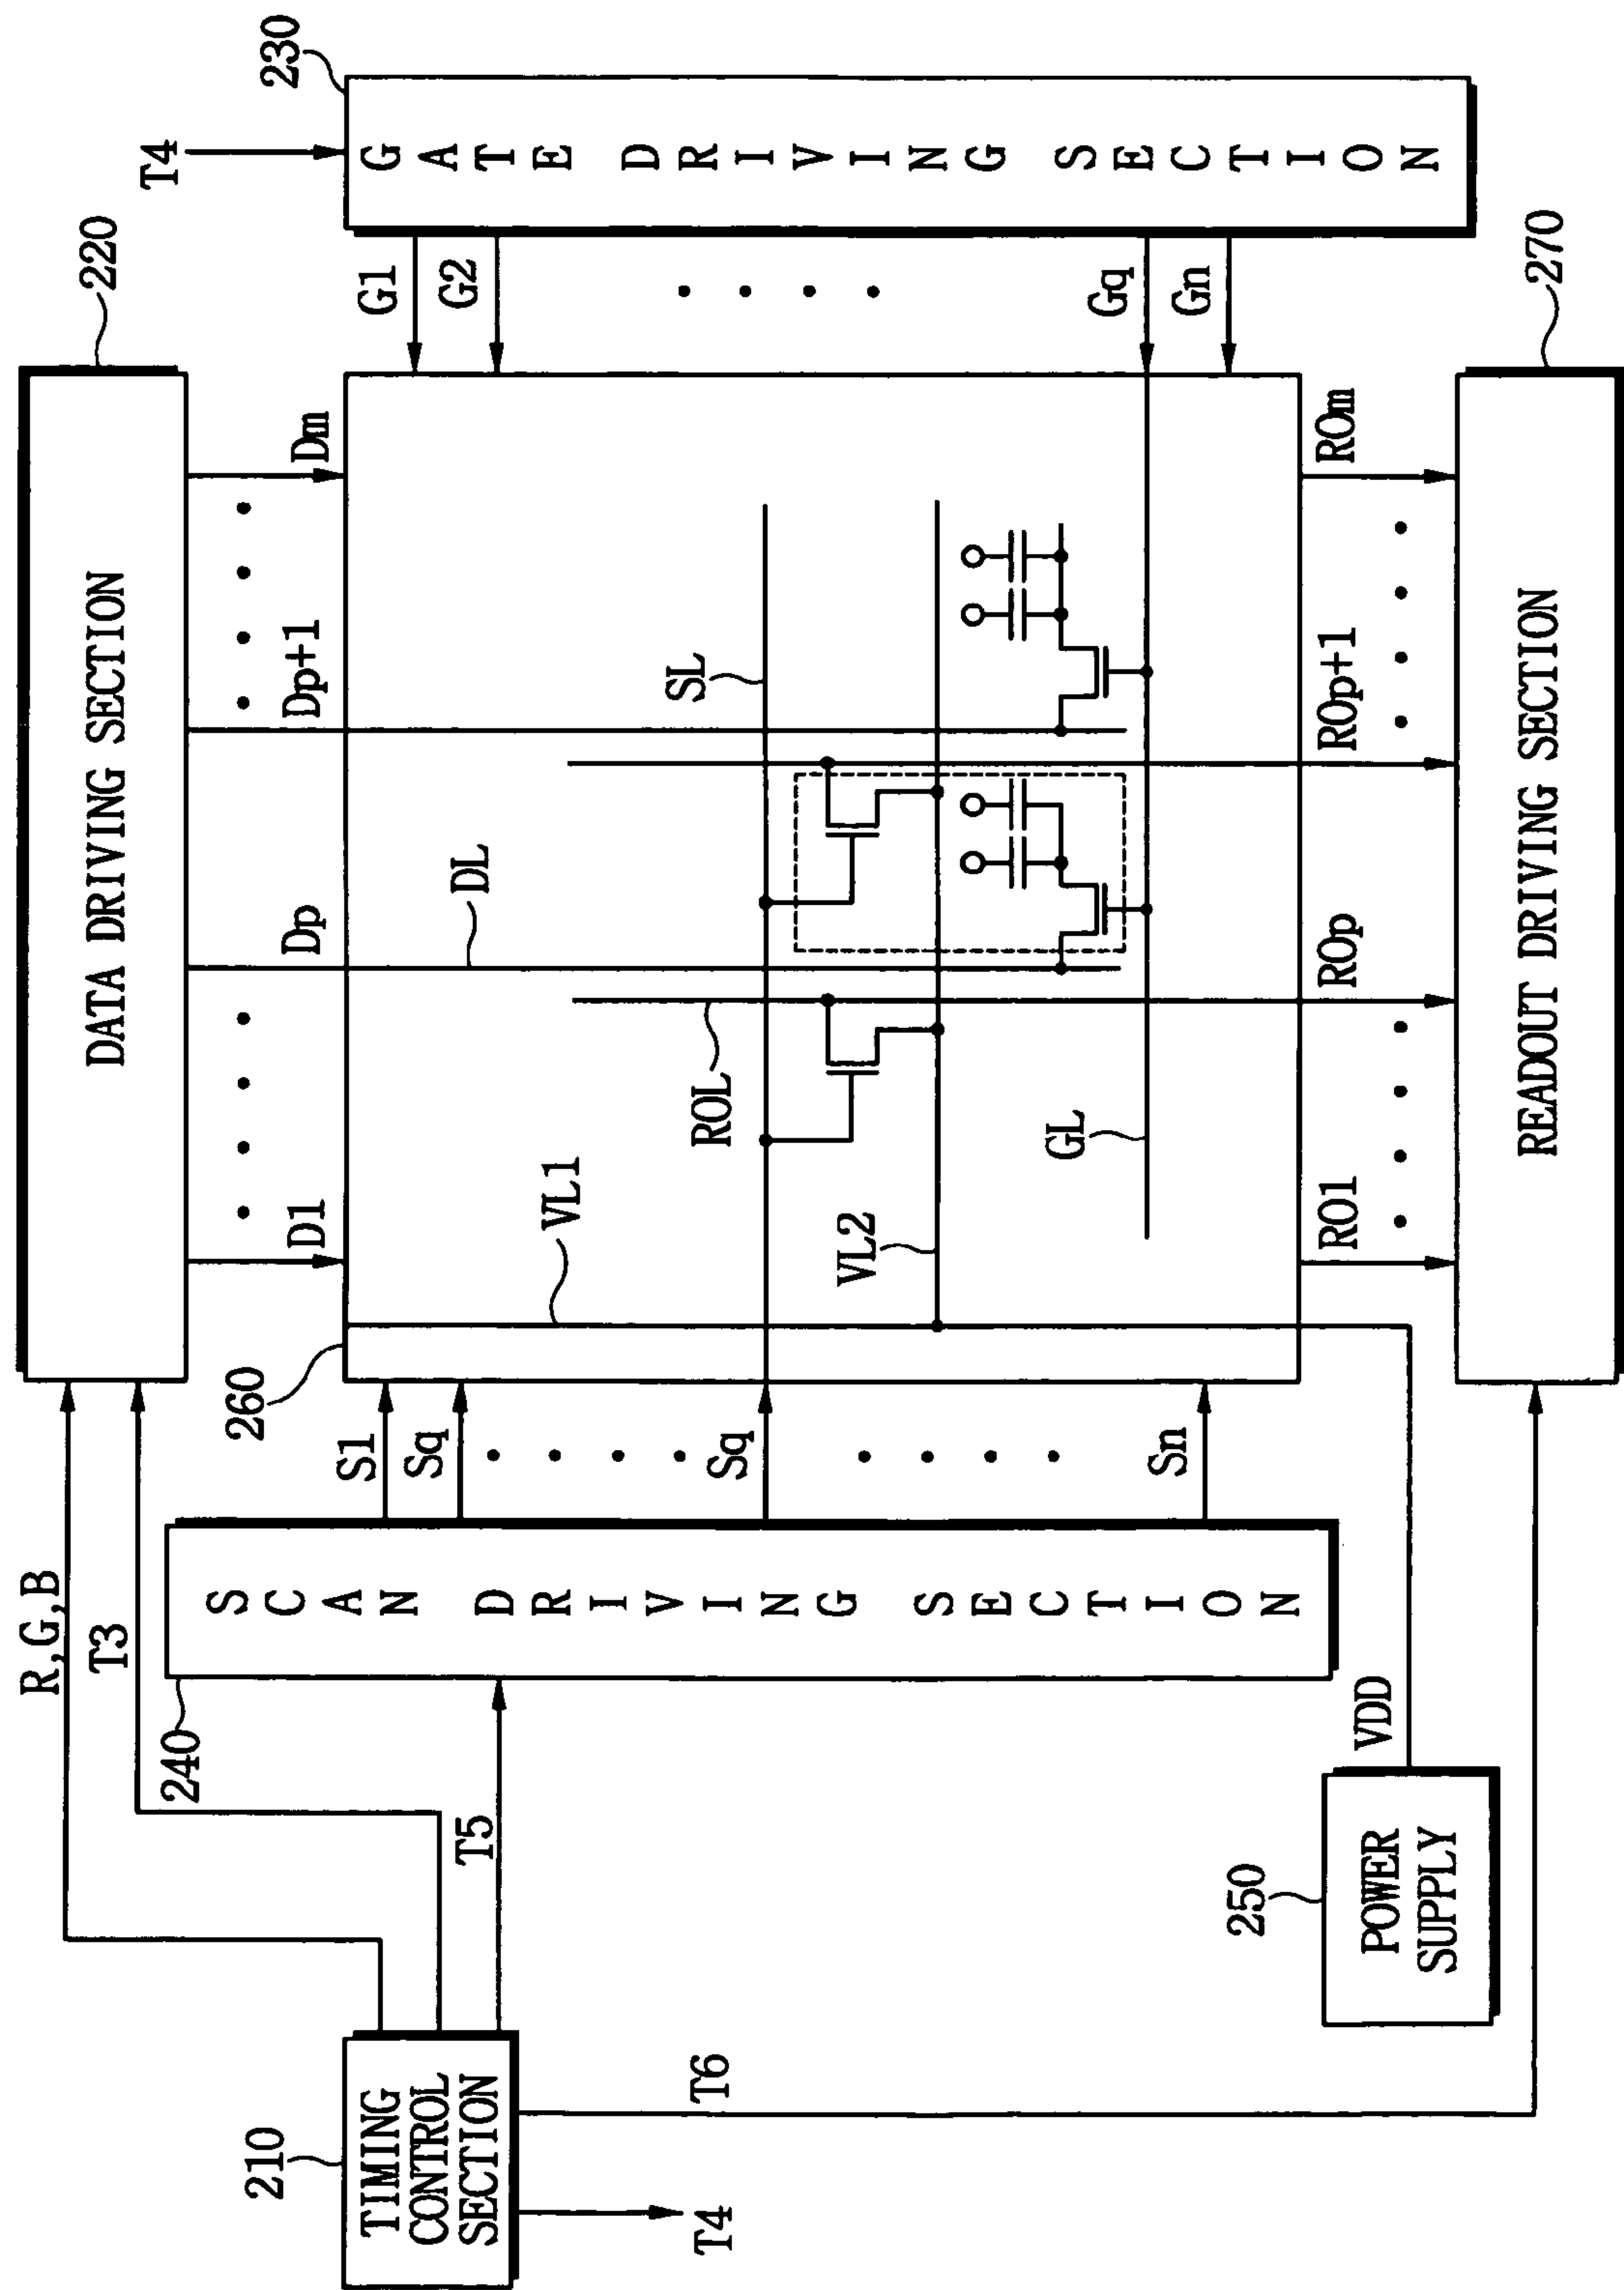 R,G,B
T3
220
DATA DRIVING SECTION
D1
Dp
Dp+1
Dm
T4
230
GATE DRIVING SECTION
G1
G2
Gq
Gn
210
TIMING
CONTROL
SECTION
T4
T5
T6
240
SCAN DRIVING SECTION
S1
Sq
Sq
Sn
260
VL1
DL
SL
ROL
VL2
GL
250
POWER
SUPPLY
VDD
RO1
ROp
ROp+1
ROm
270
READOUT DRIVING SECTION